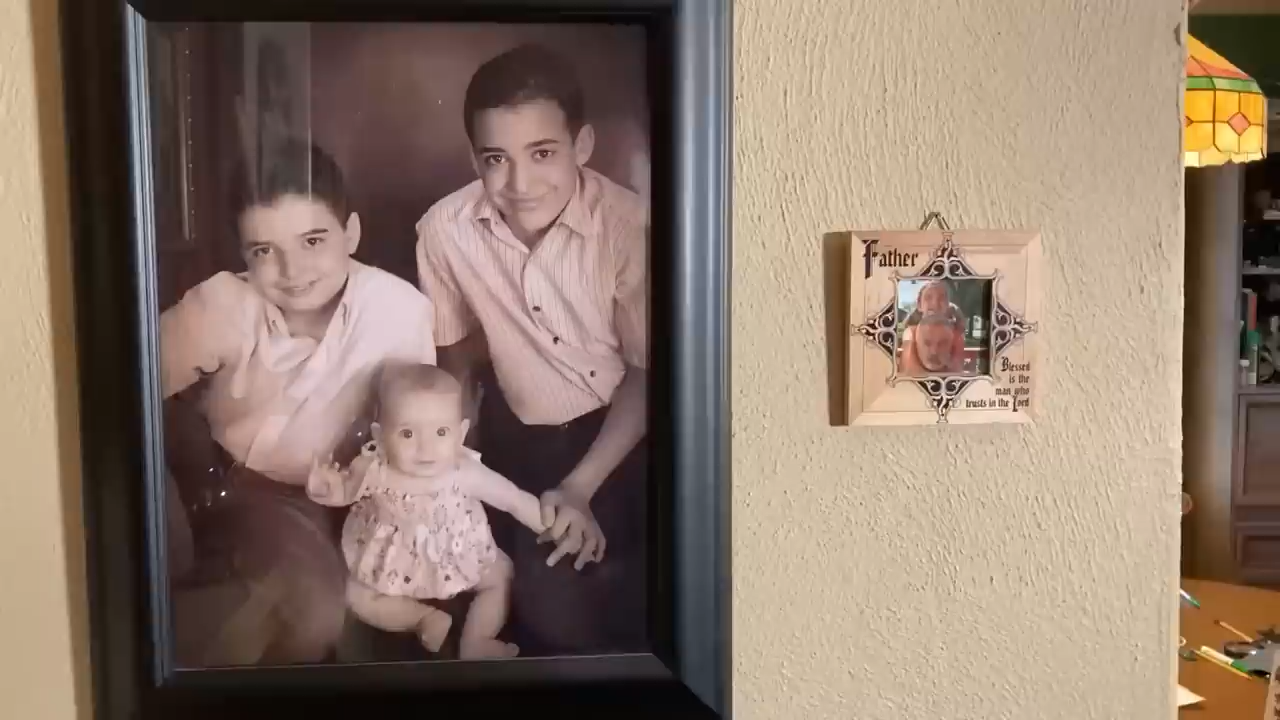 Father
Blessed
is the
man who
trusts in the Lord